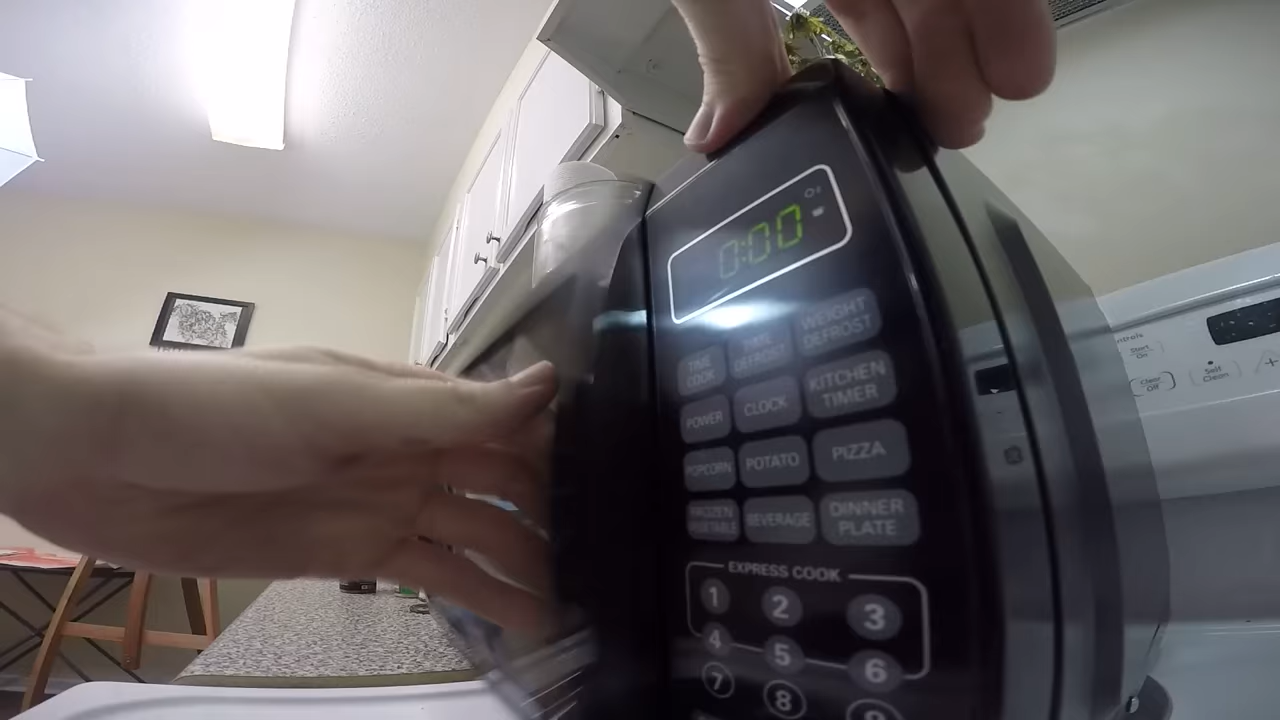 0:00
TIME COOK
TIME DEFROST
WEIGHT DEFROST
POWER
CLOCK
KITCHEN TIMER
POPCORN
POTATO
PIZZA
FROZEN VEGETABLE
BEVERAGE
DINNER PLATE
EXPRESS COOK
1 2 3
4 5 6
7 8 9
Start On
Clear Off
Self Clean